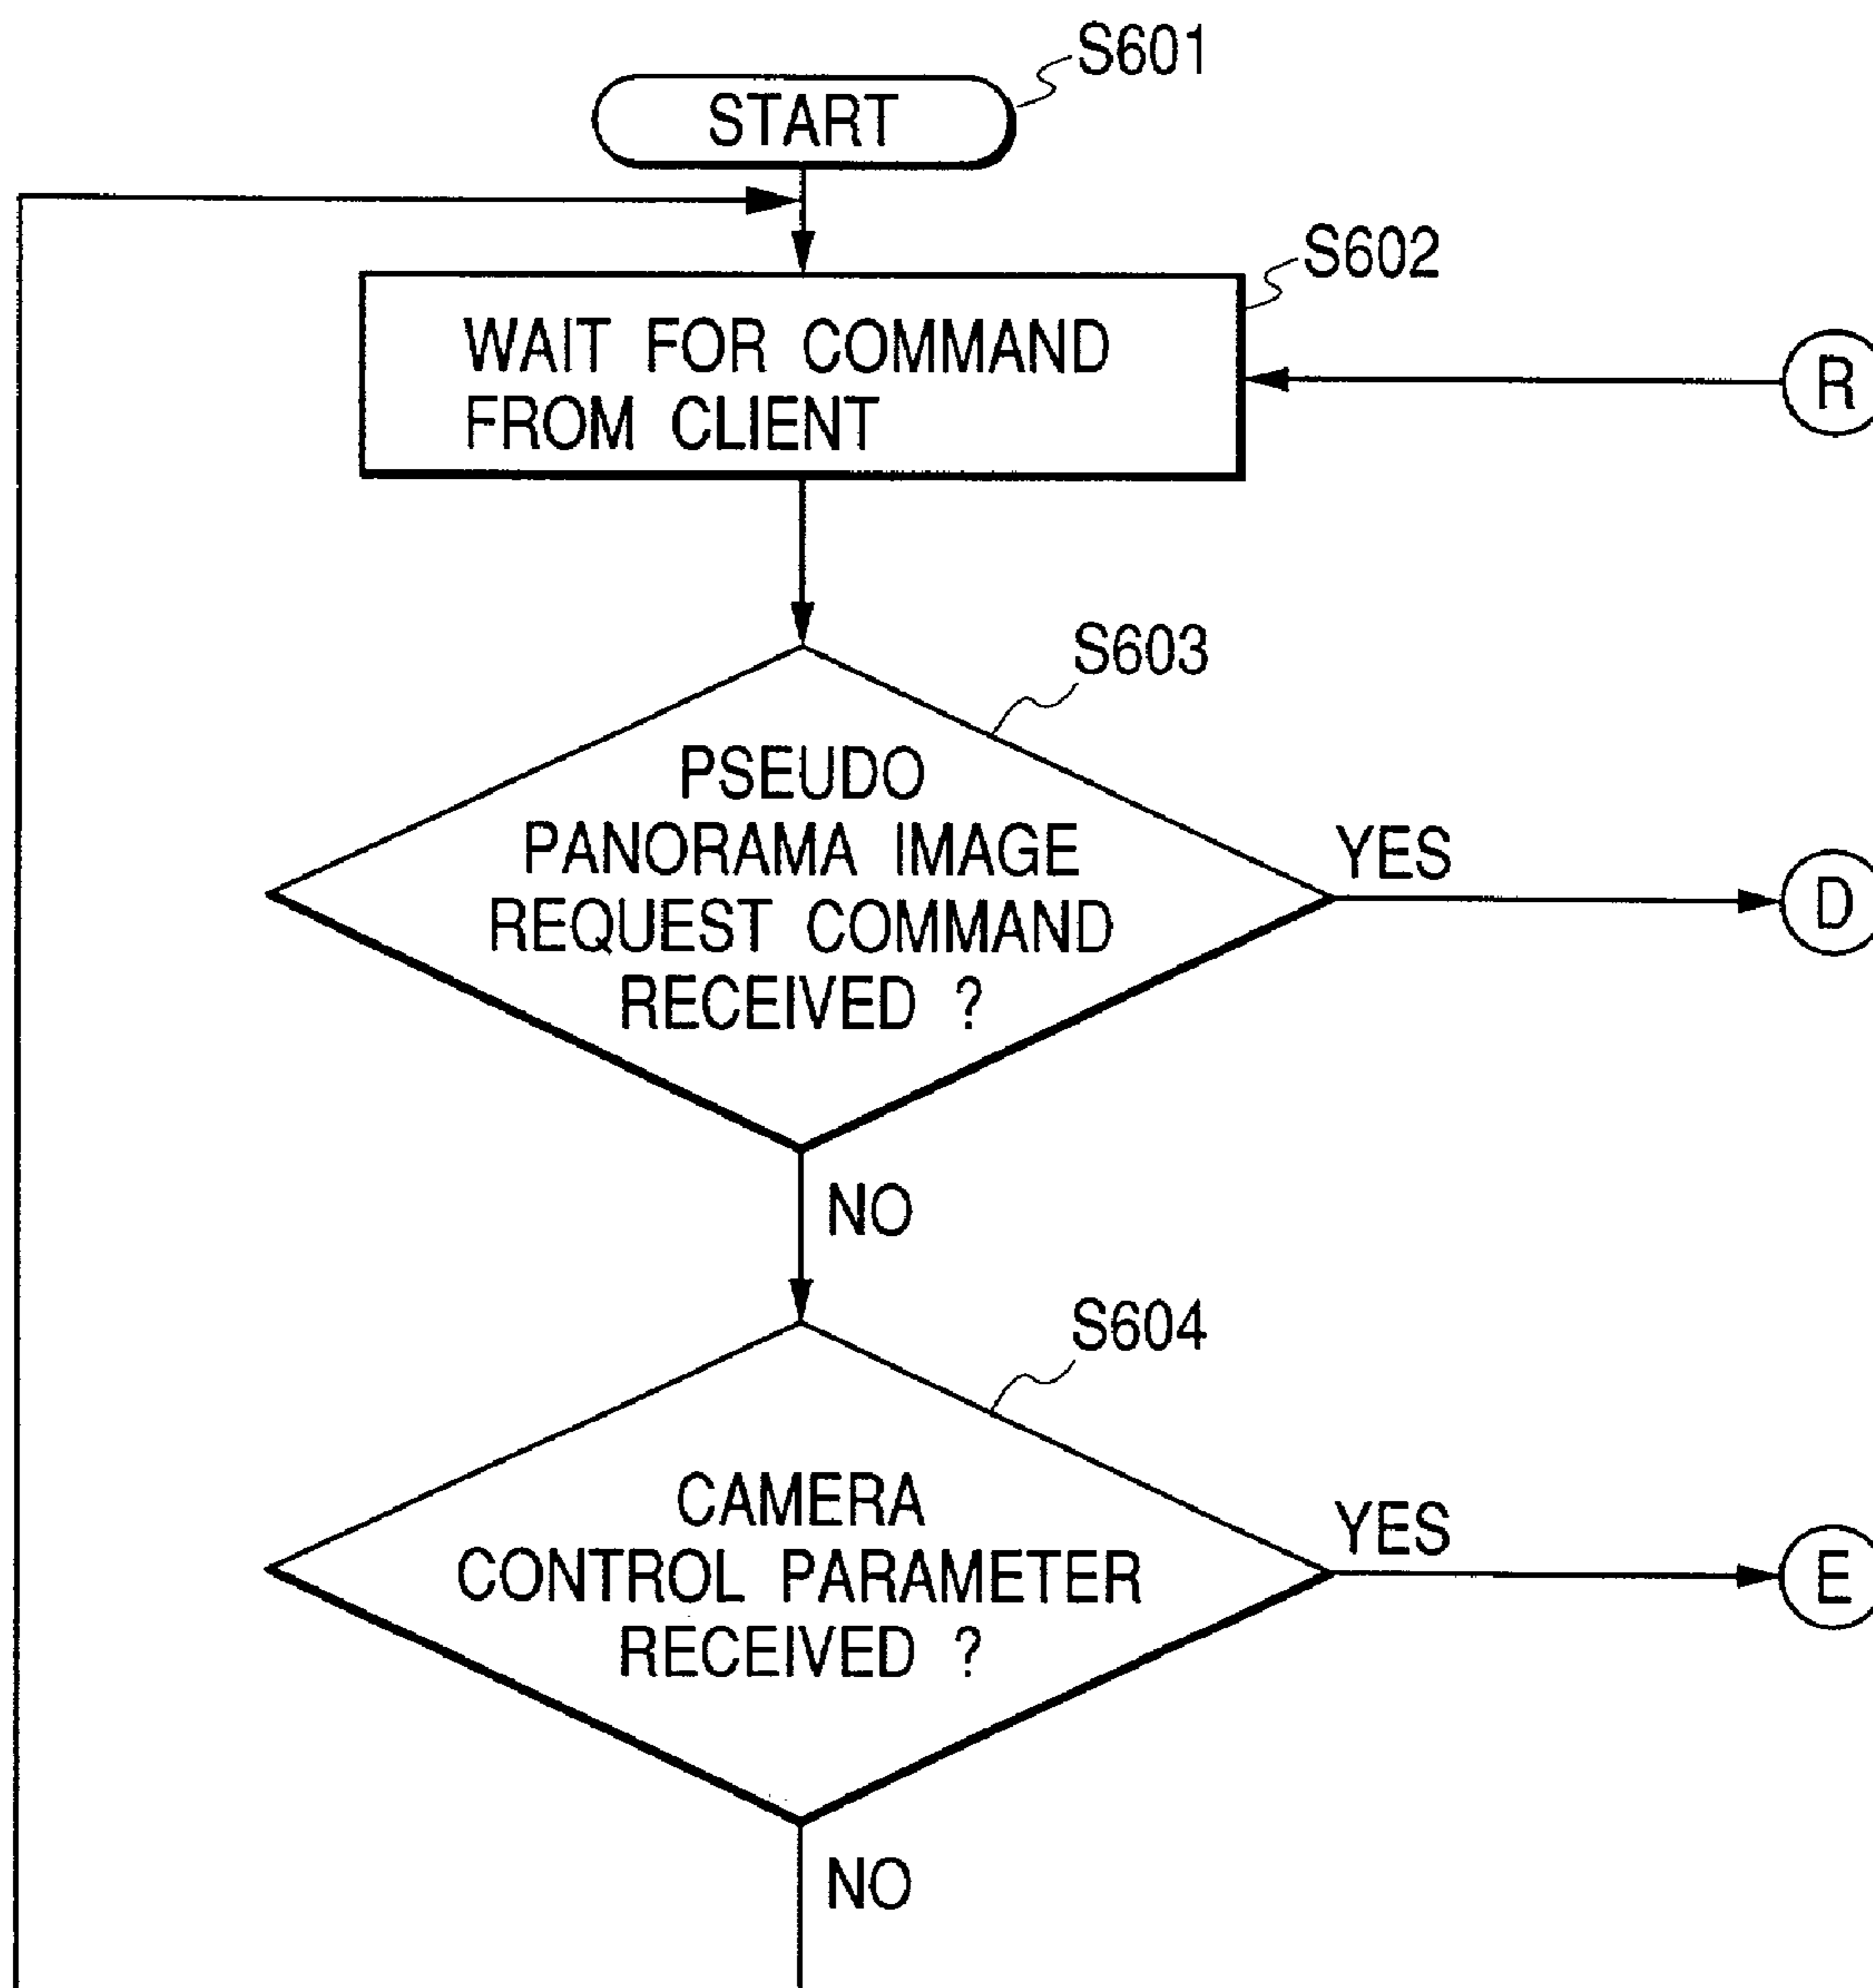 S601
START
S602
WAIT FOR COMMAND
FROM CLIENT
R
S603
PSEUDO
PANORAMA IMAGE
REQUEST COMMAND
RECEIVED ?
YES
D
NO
S604
CAMERA
CONTROL PARAMETER
RECEIVED ?
YES
E
NO